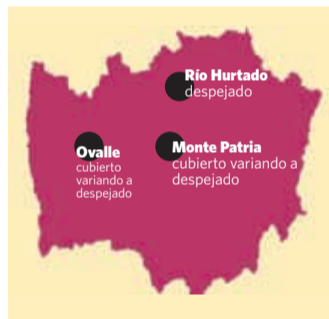 Río Hurtado
despejado
Ovalle
cubierto
variando a
despejado
Monte Patria
cubierto variando a
despejado